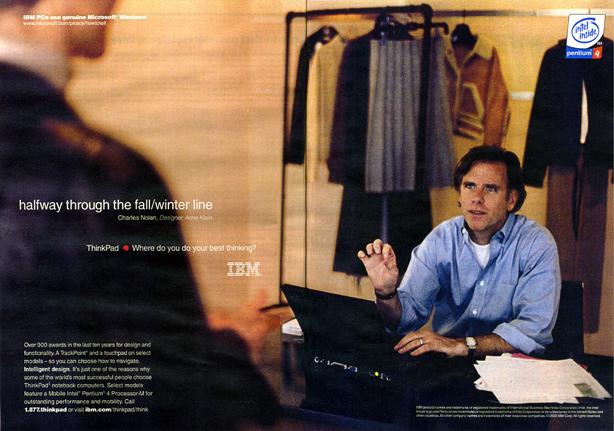 IBM PCs use genuine Microsoft® Windows®
www.microsoft.com/piracy/howtotell
intel
inside
pentium 4
halfway through the fall/winter line
Charles Nolan, Designer, Anne Klein
ThinkPad Where do you do your best thinking?
IBM
Over 900 awards in the last ten years for design and
functionality. A TrackPoint® and a touchpad on select
models – so you can choose how to navigate.
Intelligent design. It's just one of the reasons why
some of the world's most successful people choose
ThinkPad® notebook computers. Select models
feature a Mobile Intel® Pentium® 4 Processor-M for
outstanding performance and mobility. Call
1.877.thinkpad or visit ibm.com/thinkpad/think